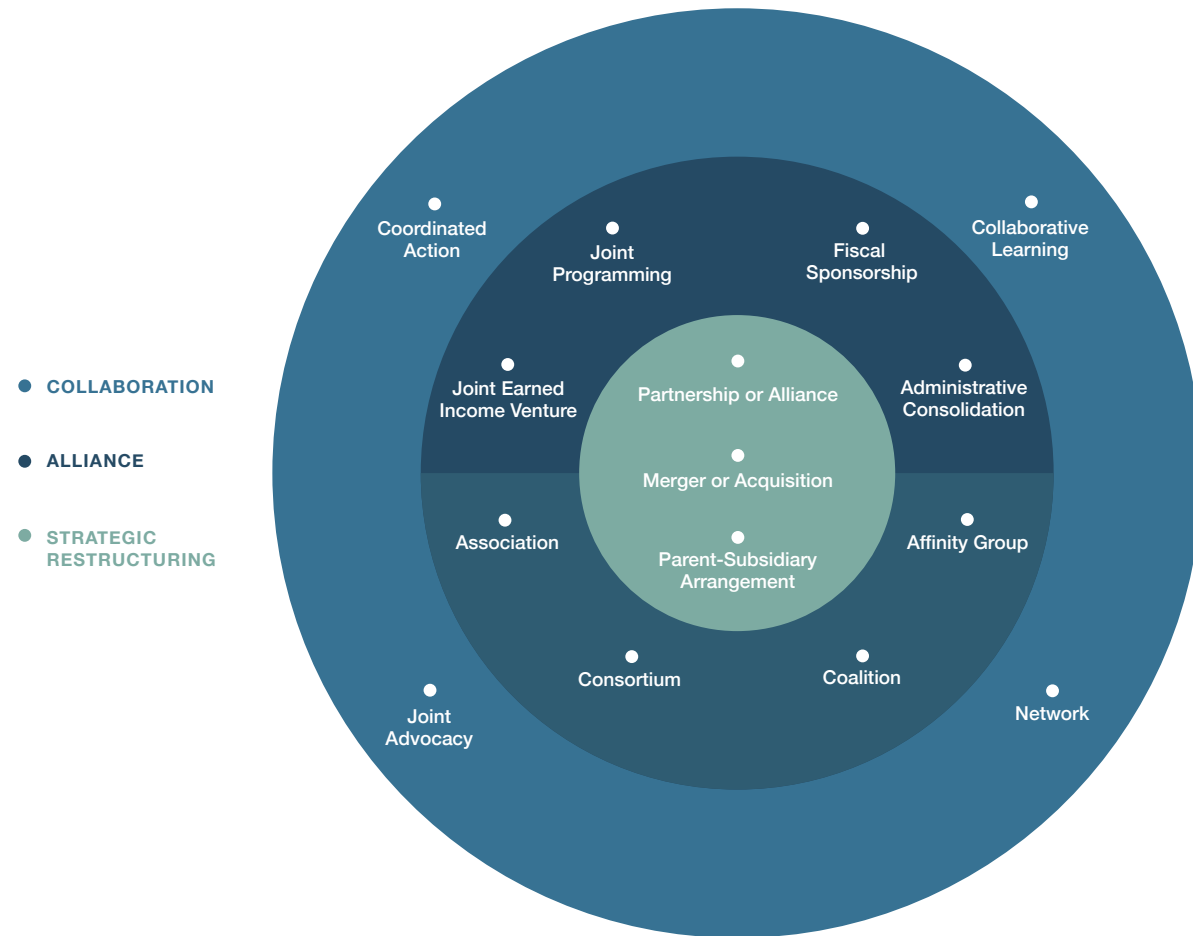 COLLABORATION
ALLIANCE
STRATEGIC
RESTRUCTURING
Coordinated
Action
Collaborative
Learning
Joint
Programming
Fiscal
Sponsorship
Joint Earned
Income Venture
Partnership or Alliance
Administrative
Consolidation
Merger or Acquisition
Association
Parent-Subsidiary
Arrangement
Affinity Group
Consortium
Coalition
Joint
Advocacy
Network